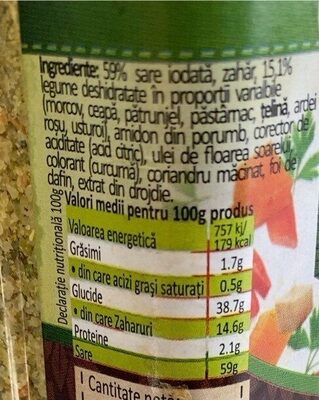 Ingrediente: 59% sare iodată, zahăr, 15,1%
legume deshidratate în proporții variabile
(morcov, ceapă, pătrunjel, păstârnac, țelină, ardei
roșu, usturoi), amidon din porumb, corector de
aciditate (acid citric), ulei de floarea soarelui,
colorant (curcuma), coriandru măcinat, foi de
dafin, extrat din drojdie.
Declarație nutrițională 100g
Valori medii pentru 100g produs
Valoarea energetică 757 kj/
179 kcal
Grăsimi 1.7g
• din care acizi grași saturați 0.5g
Glucide 38.7g
• din care Zaharuri 14.6g
Proteine 2.1g
Sare 59g
Cantitate netă